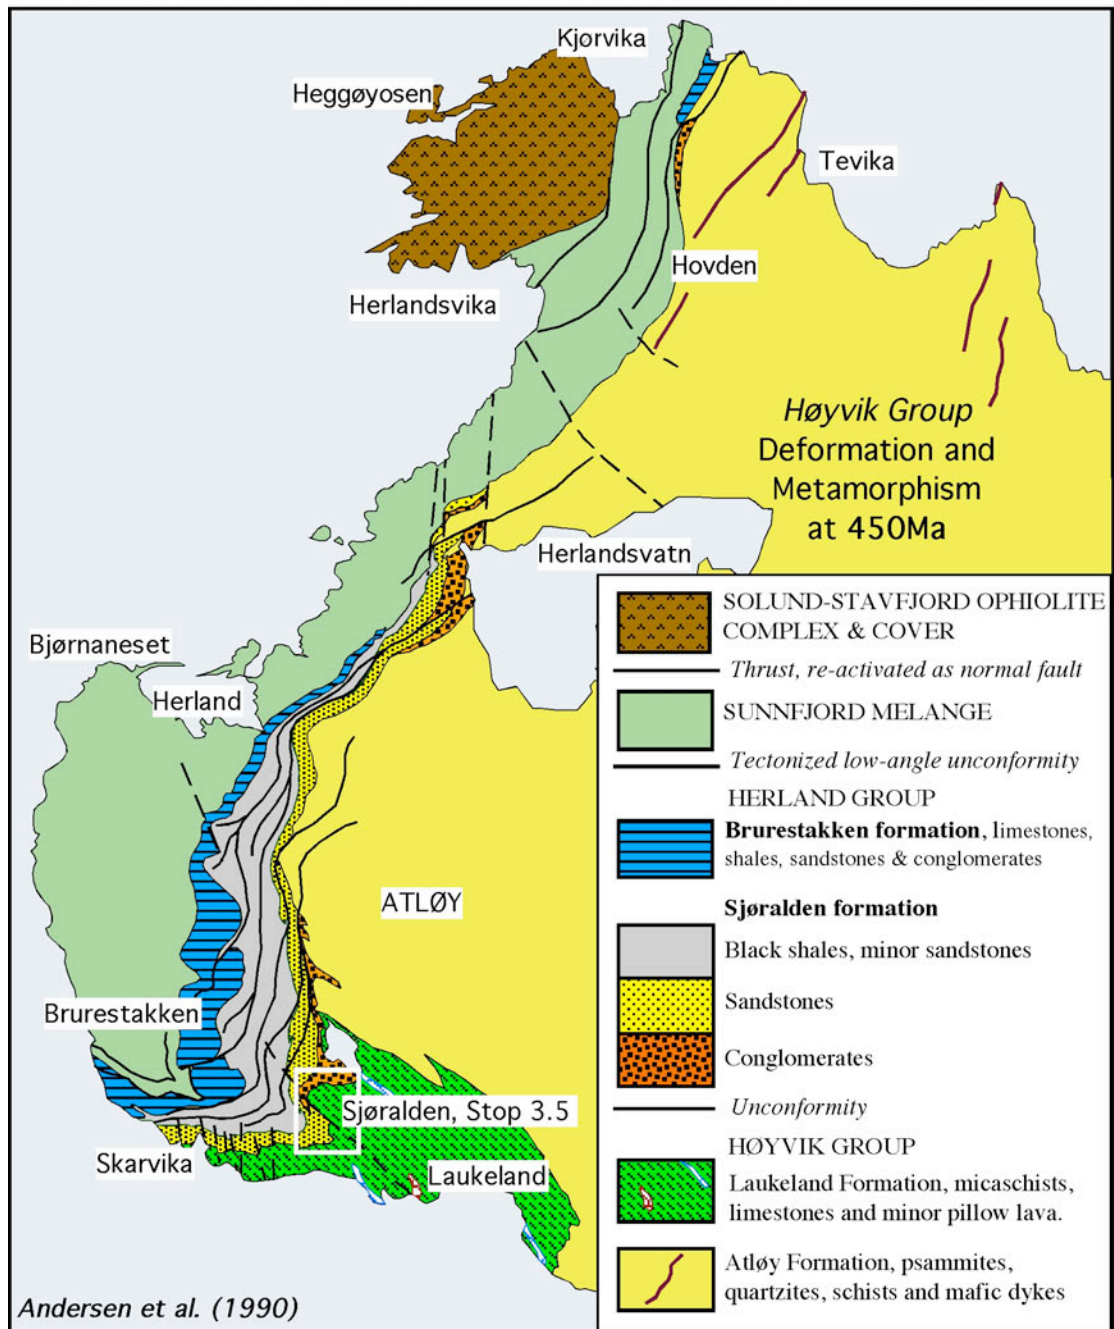 Kjørvika
Heggøyosen
Tevika
Hovden
Herlandsvika
Høyvik Group
Deformation and
Metamorphism
at 450Ma
Herlandsvatn
Bjørnaneset
Herland
ATLØY
Brurestakken
Sjøralden, Stop 3.5
Skarvika
Laukeland
Andersen et al. (1990)
SOLUND-STAVFJORD OPHIOLITE
COMPLEX & COVER
Thrust, re-activated as normal fault
SUNNFJORD MELANGE
Tectonized low-angle unconformity
HERLAND GROUP
Brurestakken formation, limestones,
shales, sandstones & conglomerates
Sjøralden formation
Black shales, minor sandstones
Sandstones
Conglomerates
Unconformity
HØYVIK GROUP
Laukeland Formation, micaschists,
limestones and minor pillow lava.
Atløy Formation, psammites,
quartzites, schists and mafic dykes